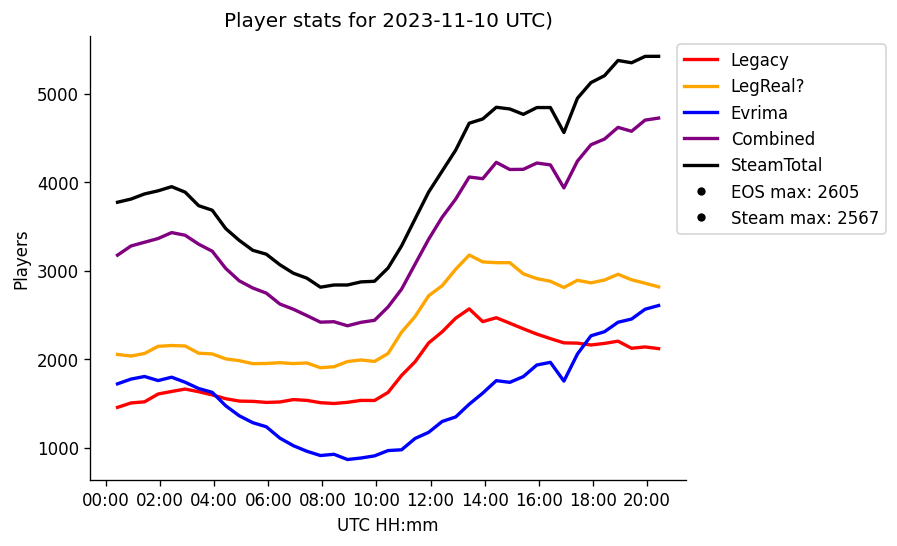 Player stats for 2023-11-10 UTC)
Players
5000
4000
3000
2000
1000
00:00 02:00 04:00 06:00 08:00 10:00 12:00 14:00 16:00 18:00 20:00
UTC HH:mm
Legacy
LegReal?
Evrima
Combined
SteamTotal
EOS max: 2605
Steam max: 2567